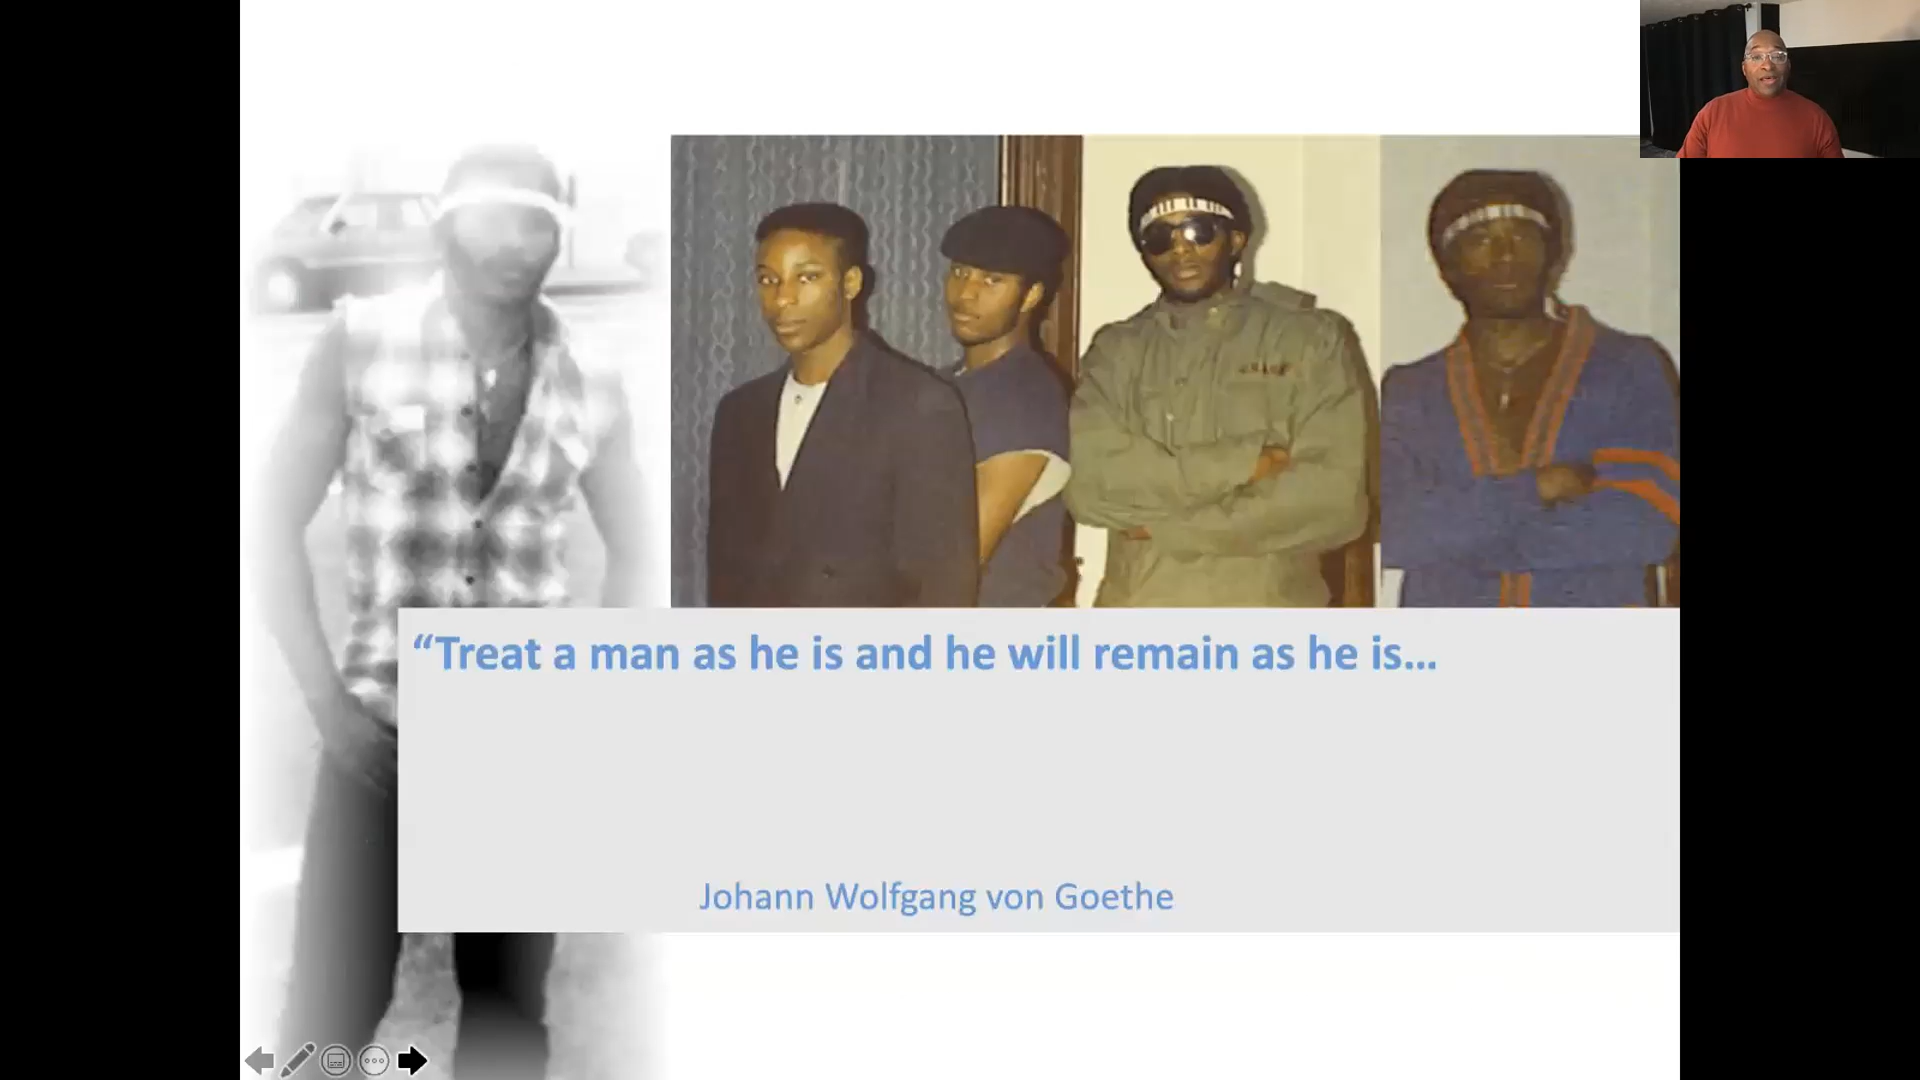 “Treat a man as he is and he will remain as he is...
Johann Wolfgang von Goethe